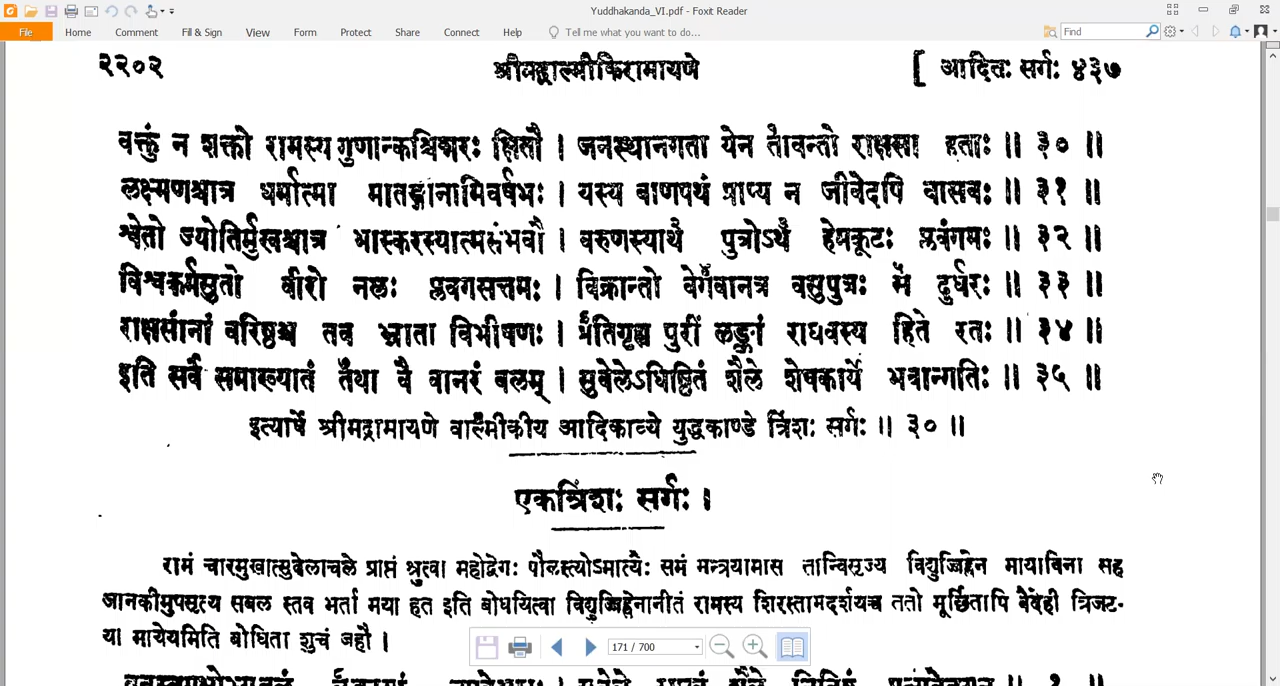 Yuddhakanda_VI.pdf - Foxit Reader
File Home Comment Fill & Sign View Form Protect Share Connect Help Tell me what you want to do... Find
२२०२ श्रीमद्वाल्मीकिरामायणे [ आदितः सर्गः ४३७
वक्तुं न शक्तो रामस्य गुणान्कश्चिन्नरः क्षितौ । जनस्थानगता येन तावन्तो राक्षसा हताः ॥ ३० ॥
लक्ष्मणश्चात्र धर्मात्मा मातङ्गानामिवर्षभः । यस्य बाणपथं प्राप्य न जीवेदपि वासवः ॥ ३१ ॥
श्वेतो ज्योतिर्मुखश्चात्र भास्करस्यात्मसंभवौ । वरुणस्यार्थे पुत्रोऽथ हेमकूटः प्लवंगमः ॥ ३२ ॥
विश्वकर्मसुतो वीरो नलः प्लवगसत्तमः । विक्रान्तो वेगवानत्र वसुपुत्रः दुर्धरः ॥ ३३ ॥
राक्षसानां वरिष्ठश्च तव भ्राता विभीषणः । प्रतिगृह्य पुरीं लङ्कां राघवस्य हिते रतः ॥ ३४ ॥
इति सर्वं समाख्यातं तथा वै वानरं बलम् । सुवेलेऽधिष्ठितं शैले शेषकार्ये भवान्गतिः ॥ ३५ ॥
इत्यार्षे श्रीमद्रामायणे वाल्मीकीय आदिकाव्ये युद्धकाण्डे त्रिंशः सर्गः ॥ ३० ॥
एकत्रिंशः सर्गः ।
रामं चारमुखात्सुवेलाचले प्राप्तं श्रुत्वा महोद्वेगः पौलस्त्योऽमात्यैः समं मन्त्रयामास तान्विसृज्य विद्युज्जिह्वेन मायाविना सह
जानकीमुपसृत्य सबल स्तव भर्ता मया हत इति बोधयित्वा विद्युज्जिह्वेनानीतं रामस्य शिरस्तामदर्शयच्च ततो मूर्छितापि वैदेही त्रिजट-
या मायेयमिति बोधिता शुचं जहौ ।
171 / 700